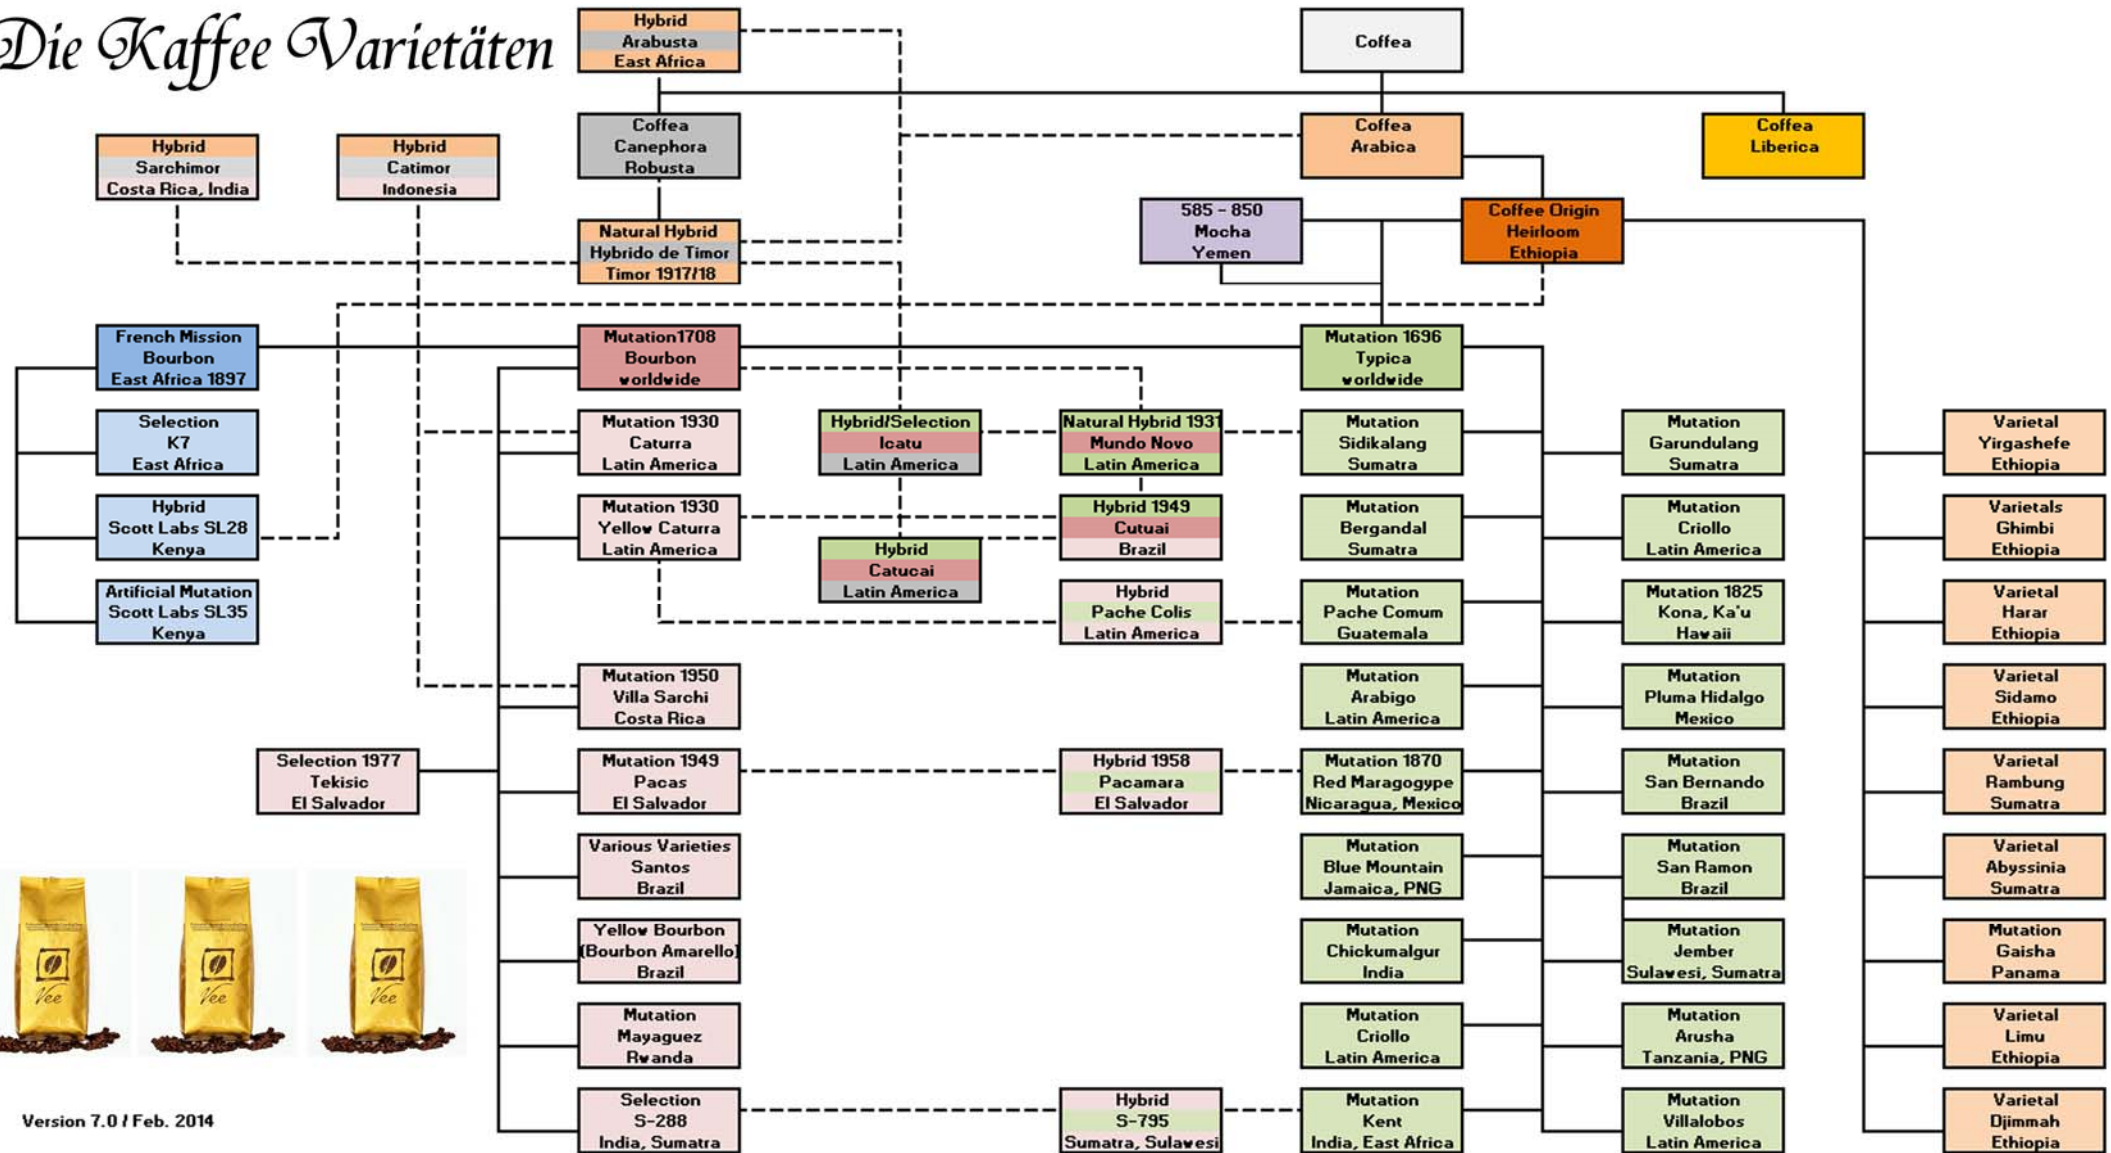 Die Kaffee Varietäten
Hybrid
Arabusta
East Africa
Coffea
Coffea
Canephora
Robusta
Coffea
Arabica
Coffea
Liberica
Hybrid
Sarchimor
Costa Rica, India
Hybrid
Catimor
Indonesia
Natural Hybrid
Hybrido de Timor
Timor 1917/18
585 - 850
Mocha
Yemen
Coffee Origin
Heirloom
Ethiopia
French Mission
Bourbon
East Africa 1897
Mutation1708
Bourbon
worldwide
Mutation 1696
Typica
worldwide
Selection
K7
East Africa
Mutation 1930
Caturra
Latin America
Hybrid/Selection
Icatu
Latin America
Natural Hybrid 1931
Mundo Novo
Latin America
Mutation
Sidikalang
Sumatra
Mutation
Garundulang
Sumatra
Varietal
Yirgashefe
Ethiopia
Hybrid
Scott Labs SL28
Kenya
Mutation 1930
Yellow Caturra
Latin America
Hybrid
Catucai
Latin America
Hybrid 1949
Cutuai
Brazil
Mutation
Bergandal
Sumatra
Mutation
Criollo
Latin America
Varietals
Ghimbi
Ethiopia
Artificial Mutation
Scott Labs SL35
Kenya
Hybrid
Pache Colis
Latin America
Mutation
Pache Comum
Guatemala
Mutation 1825
Kona, Ka'u
Hawaii
Varietal
Harar
Ethiopia
Mutation 1950
Villa Sarchi
Costa Rica
Mutation
Arabigo
Latin America
Mutation
Pluma Hidalgo
Mexico
Varietal
Sidamo
Ethiopia
Selection 1977
Tekisic
El Salvador
Mutation 1949
Pacas
El Salvador
Hybrid 1958
Pacamara
El Salvador
Mutation 1870
Red Maragogype
Nicaragua, Mexico
Mutation
San Bernando
Brazil
Varietal
Rambung
Sumatra
Various Varieties
Santos
Brazil
Mutation
Blue Mountain
Jamaica, PNG
Mutation
San Ramon
Brazil
Varietal
Abyssinia
Sumatra
Yellow Bourbon
(Bourbon Amarello)
Brazil
Mutation
Chickumalgur
India
Mutation
Jember
Sulawesi, Sumatra
Mutation
Gaisha
Panama
Mutation
Mayaguez
Rwanda
Mutation
Criollo
Latin America
Mutation
Arusha
Tanzania, PNG
Varietal
Limu
Ethiopia
Selection
S-288
India, Sumatra
Hybrid
S-795
Sumatra, Sulawesi
Mutation
Kent
India, East Africa
Mutation
Villalobos
Latin America
Varietal
Djimmah
Ethiopia
Vee
Vee
Vee
Version 7.0 / Feb. 2014